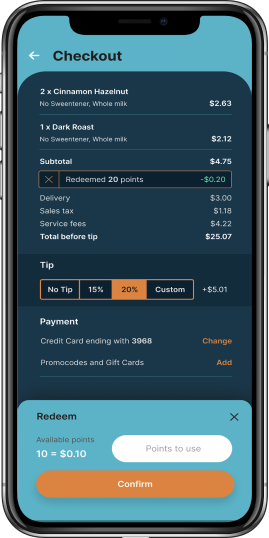 Checkout
2 x Cinnamon Hazelnut
No Sweentener, Whole milk $2.63
1 x Dark Roast
No Sweentener, Whole milk $2.12
Subtotal $4.75
Redeemed 20 points -$0.20
Delivery $3.00
Sales tax $1.18
Service fees $4.22
Total before tip $25.07
Tip
No Tip 15% 20% Custom +$5.01
Payment
Credit Card ending with 3968 Change
Promocodes and Gift Cards Add
Redeem
Available points
10 = $0.10 Points to use
Confirm